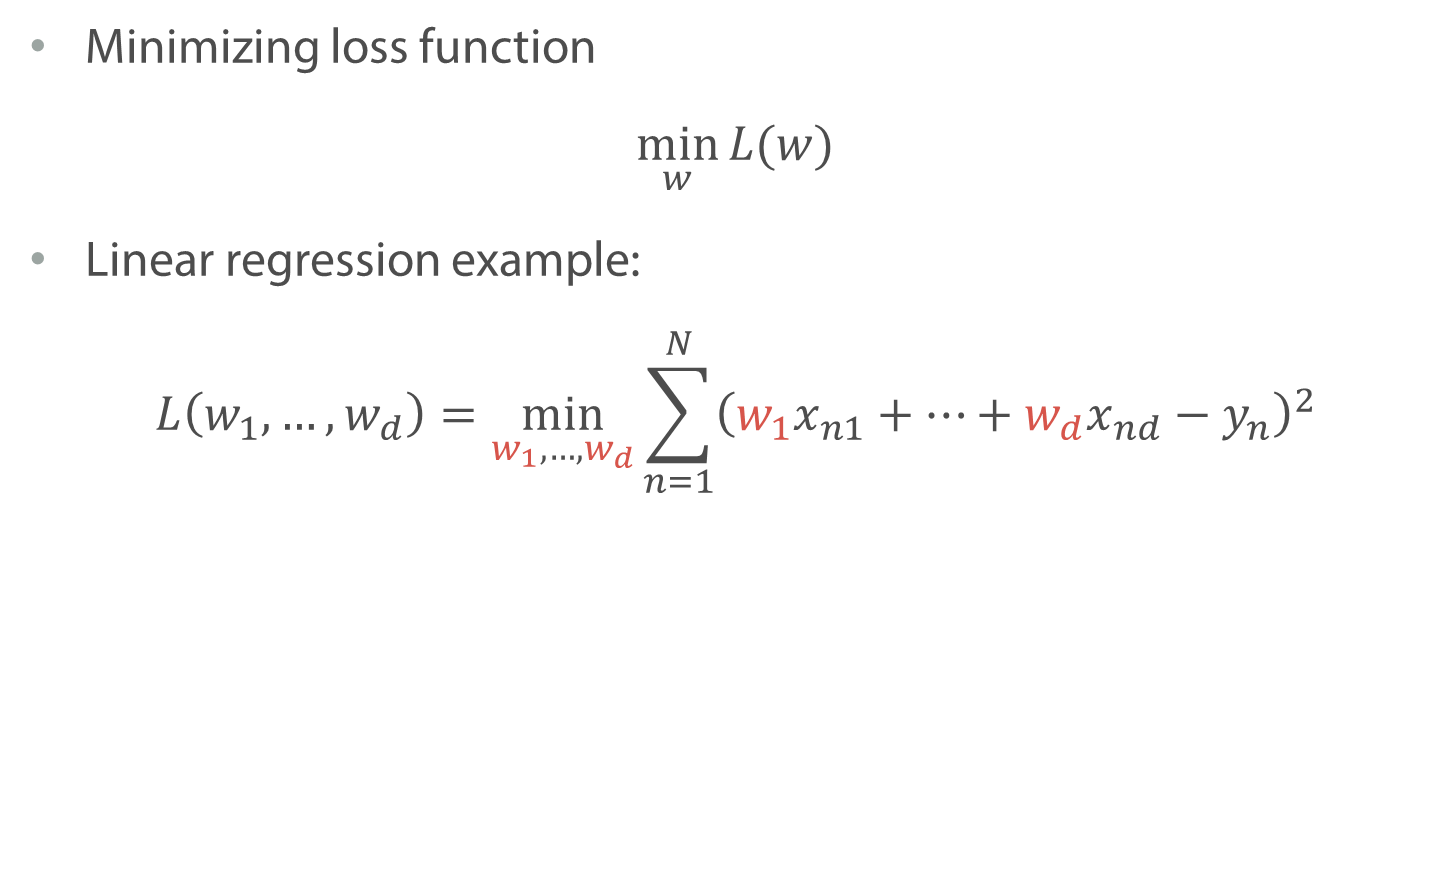 • Minimizing loss function
min L(w)
w
• Linear regression example:
N
L(w₁, … , w_d) = min ∑ (w₁x_{n1} + ⋯ + w_d x_{nd} − y_n)²
w₁,…,w_d
n=1